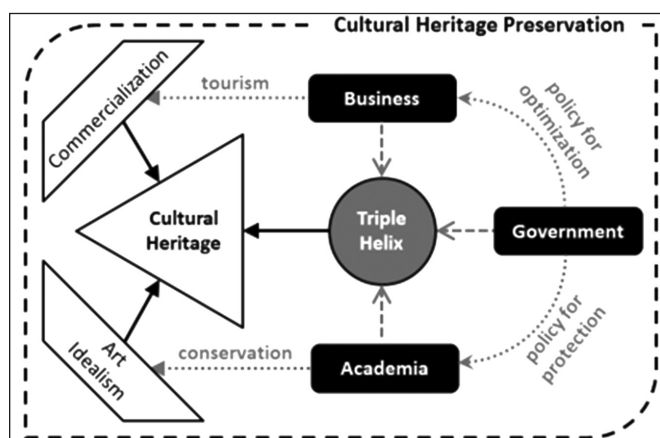 Cultural Heritage Preservation
Commercialization
tourism
Business
policy for
optimization
Cultural
Heritage
Triple
Helix
Government
Art
Idealism
conservation
Academia
policy for
protection